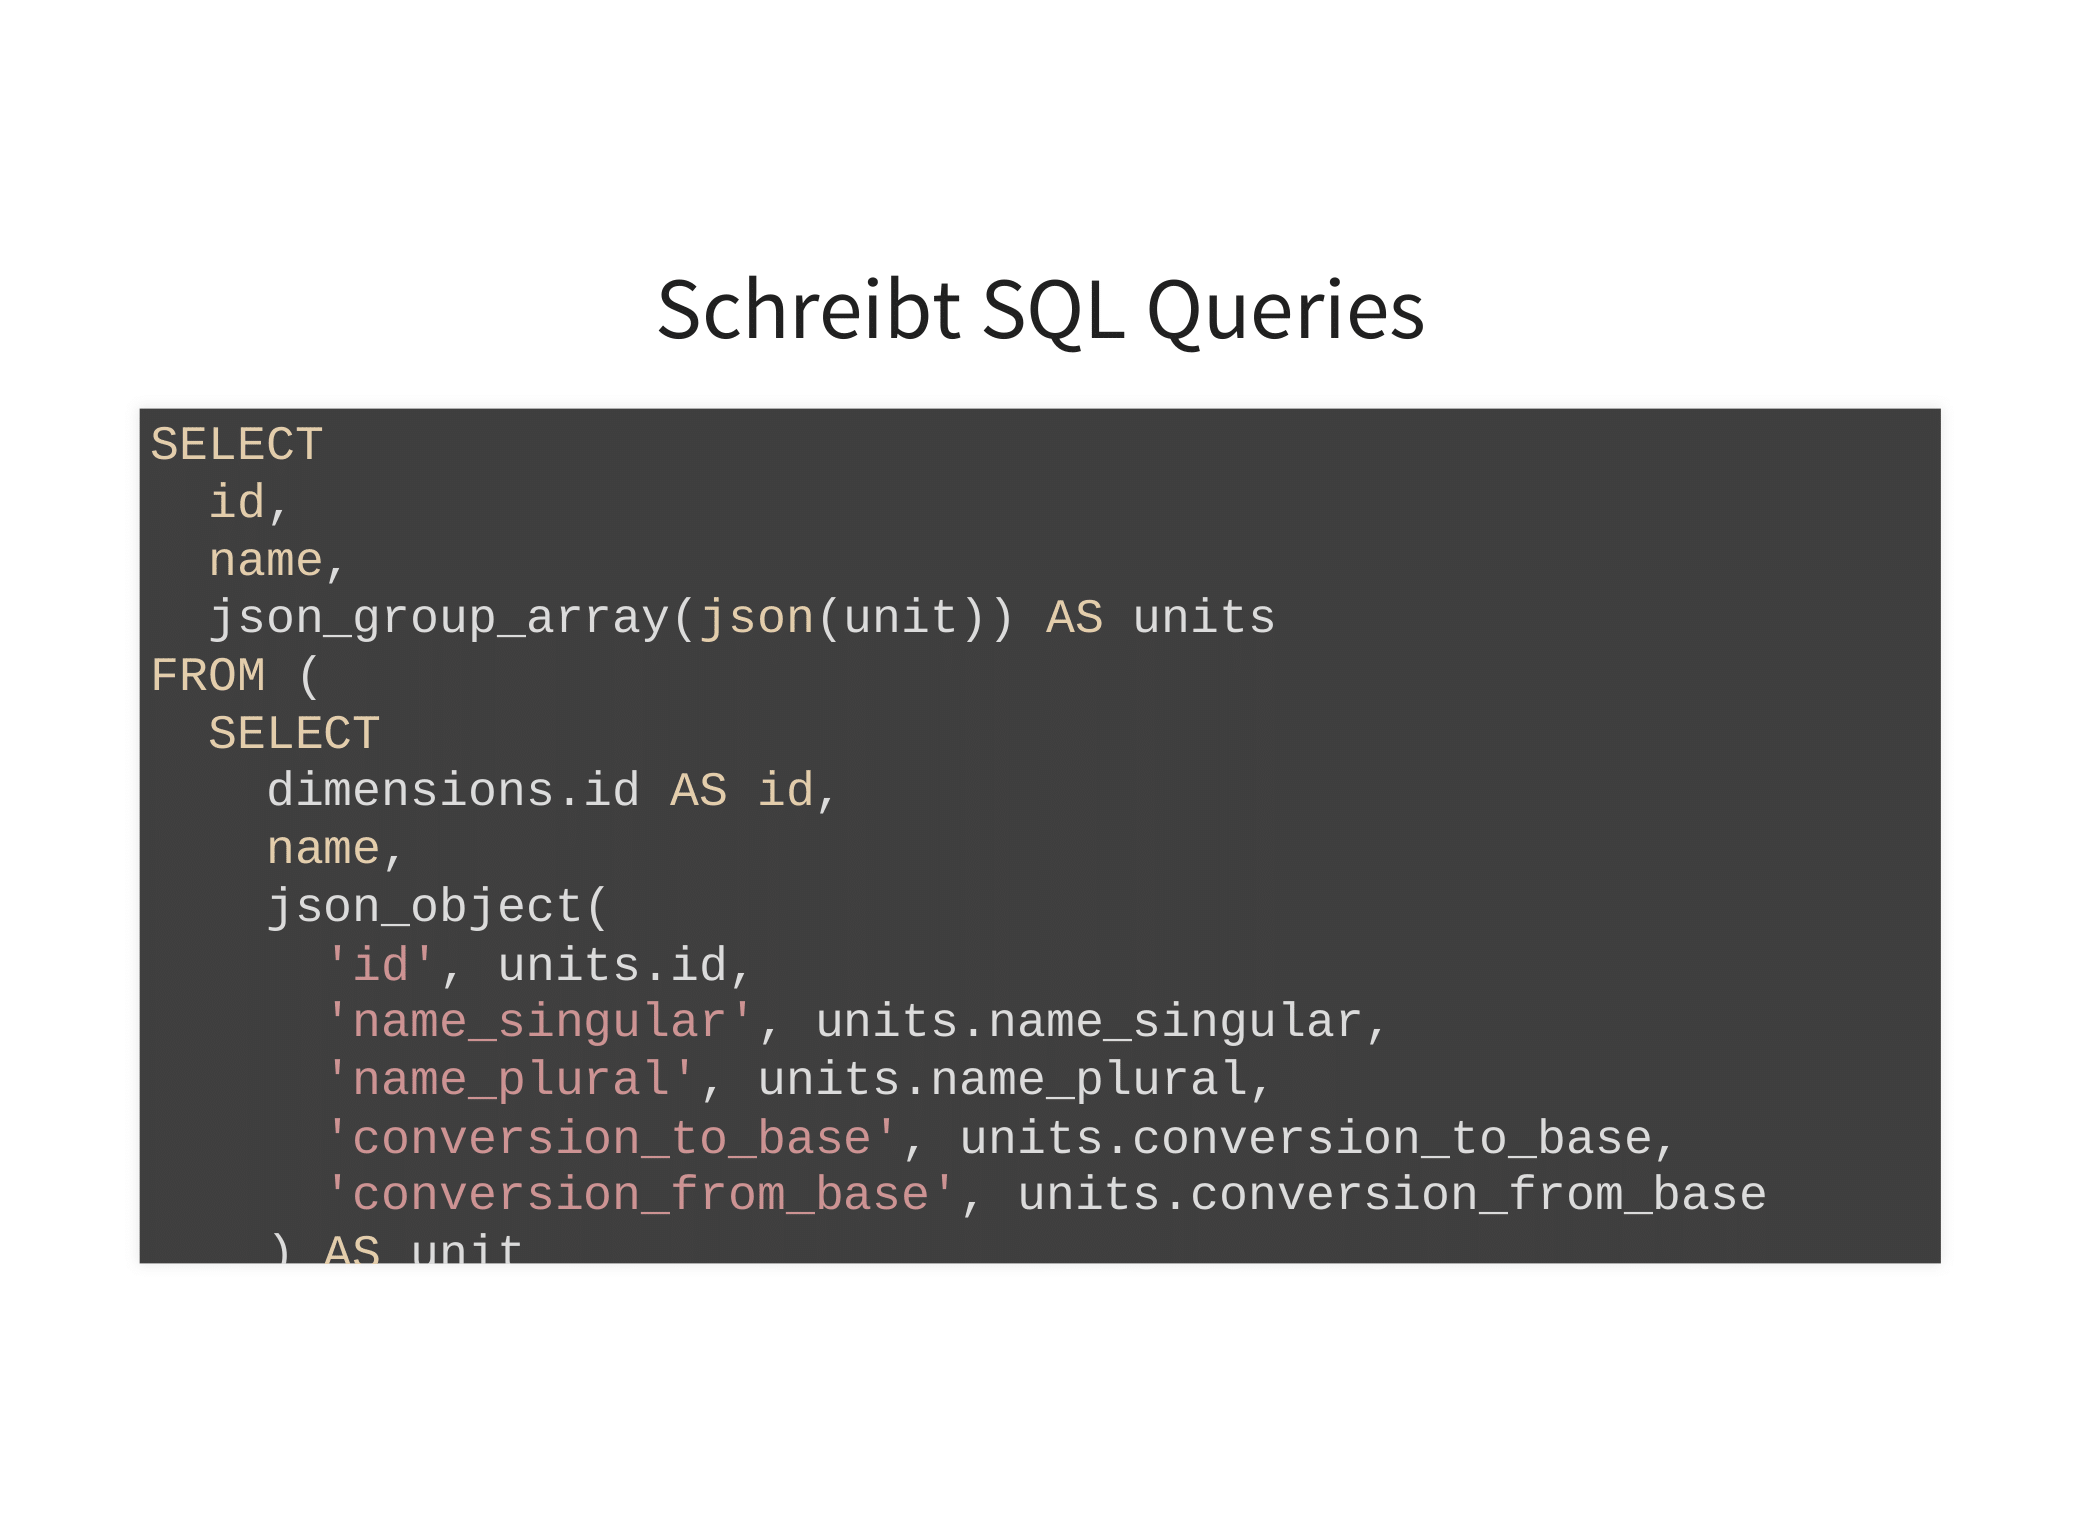 Schreibt SQL Queries
SELECT
  id,
  name,
  json_group_array(json(unit)) AS units
FROM (
  SELECT
    dimensions.id AS id,
    name,
    json_object(
      'id', units.id,
      'name_singular', units.name_singular,
      'name_plural', units.name_plural,
      'conversion_to_base', units.conversion_to_base,
      'conversion_from_base', units.conversion_from_base
    ) AS unit